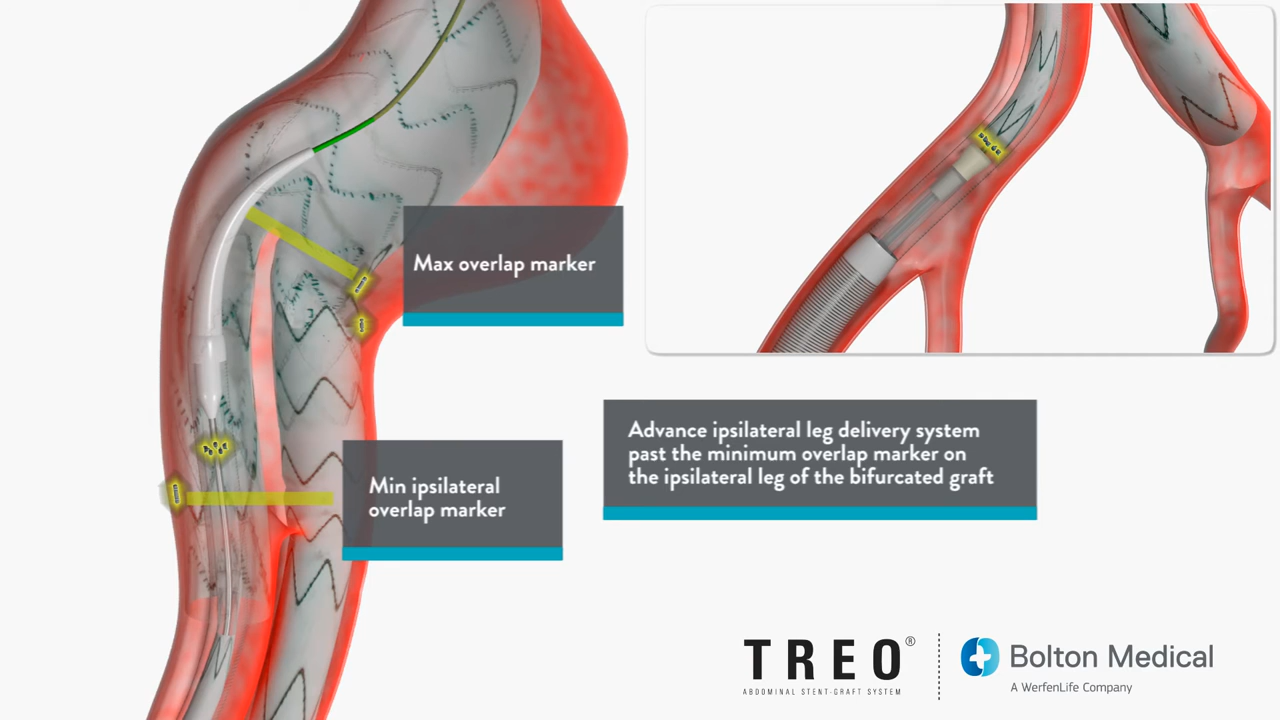 Max overlap marker
Min ipsilateral
overlap marker
Advance ipsilateral leg delivery system
past the minimum overlap marker on
the ipsilateral leg of the bifurcated graft
TREO®
ABDOMINAL STENT-GRAFT SYSTEM
Bolton Medical
A WerfenLife Company